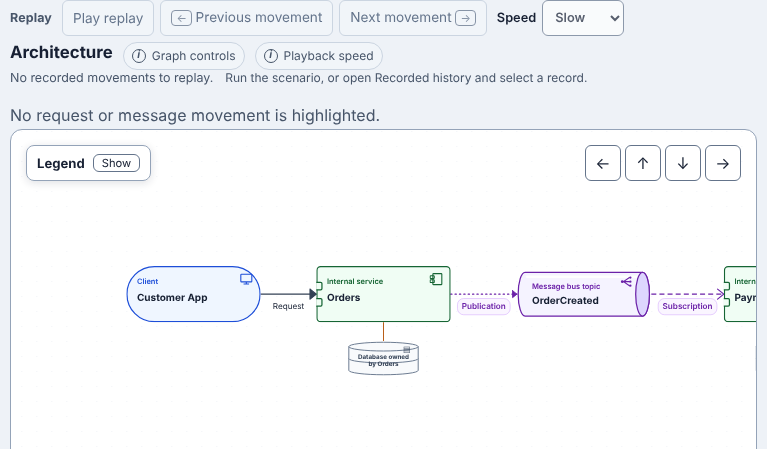 Replay Play replay ← Previous movement Next movement → Speed Slow
Architecture i Graph controls i Playback speed
No recorded movements to replay. Run the scenario, or open Recorded history and select a record.
No request or message movement is highlighted.
Legend Show ← ↑ ↓ →
Client
Customer App
Request
Internal service
Orders
Database owned
by Orders
Publication
Message bus topic
OrderCreated
Subscription